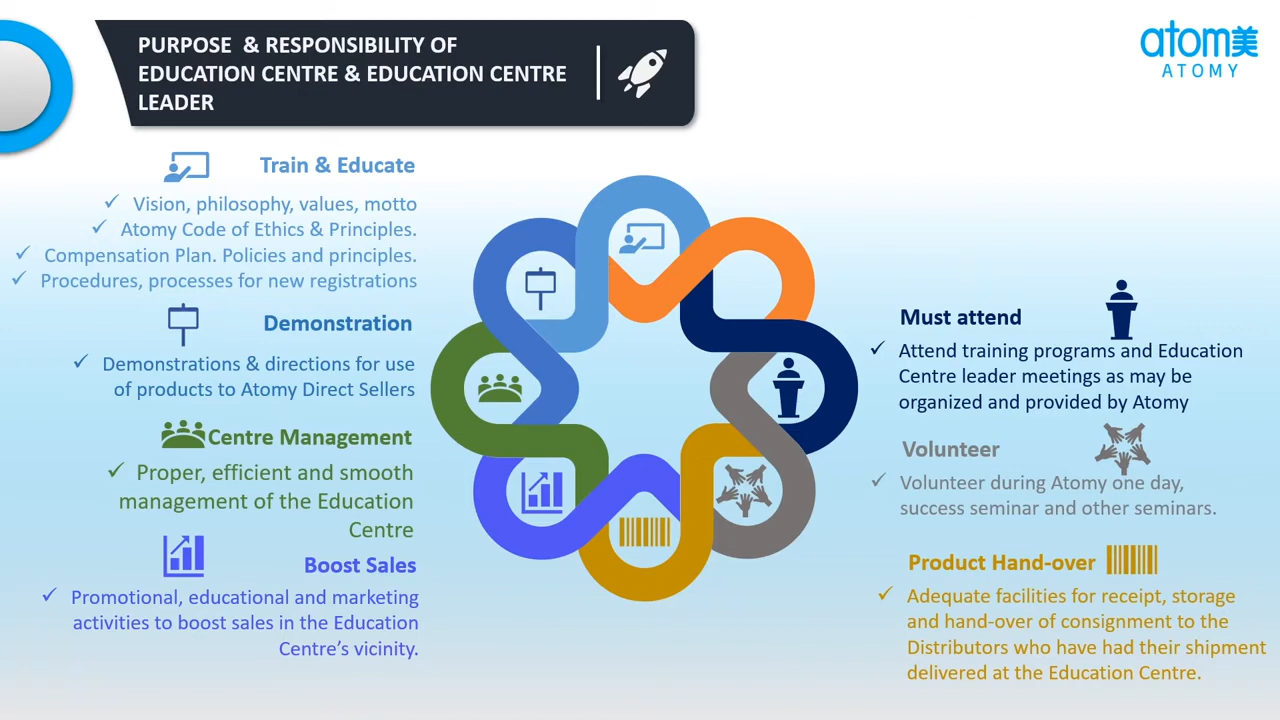 PURPOSE & RESPONSIBILITY OF
EDUCATION CENTRE & EDUCATION CENTRE
LEADER
atom美
ATOMY
Train & Educate
✓ Vision, philosophy, values, motto
✓ Atomy Code of Ethics & Principles.
✓ Compensation Plan. Policies and principles.
✓ Procedures, processes for new registrations
Demonstration
✓ Demonstrations & directions for use
of products to Atomy Direct Sellers
Centre Management
✓ Proper, efficient and smooth
management of the Education
Centre
Boost Sales
✓ Promotional, educational and marketing
activities to boost sales in the Education
Centre’s vicinity.
Must attend
✓ Attend training programs and Education
Centre leader meetings as may be
organized and provided by Atomy
Volunteer
✓ Volunteer during Atomy one day,
success seminar and other seminars.
Product Hand-over
✓ Adequate facilities for receipt, storage
and hand-over of consignment to the
Distributors who have had their shipment
delivered at the Education Centre.